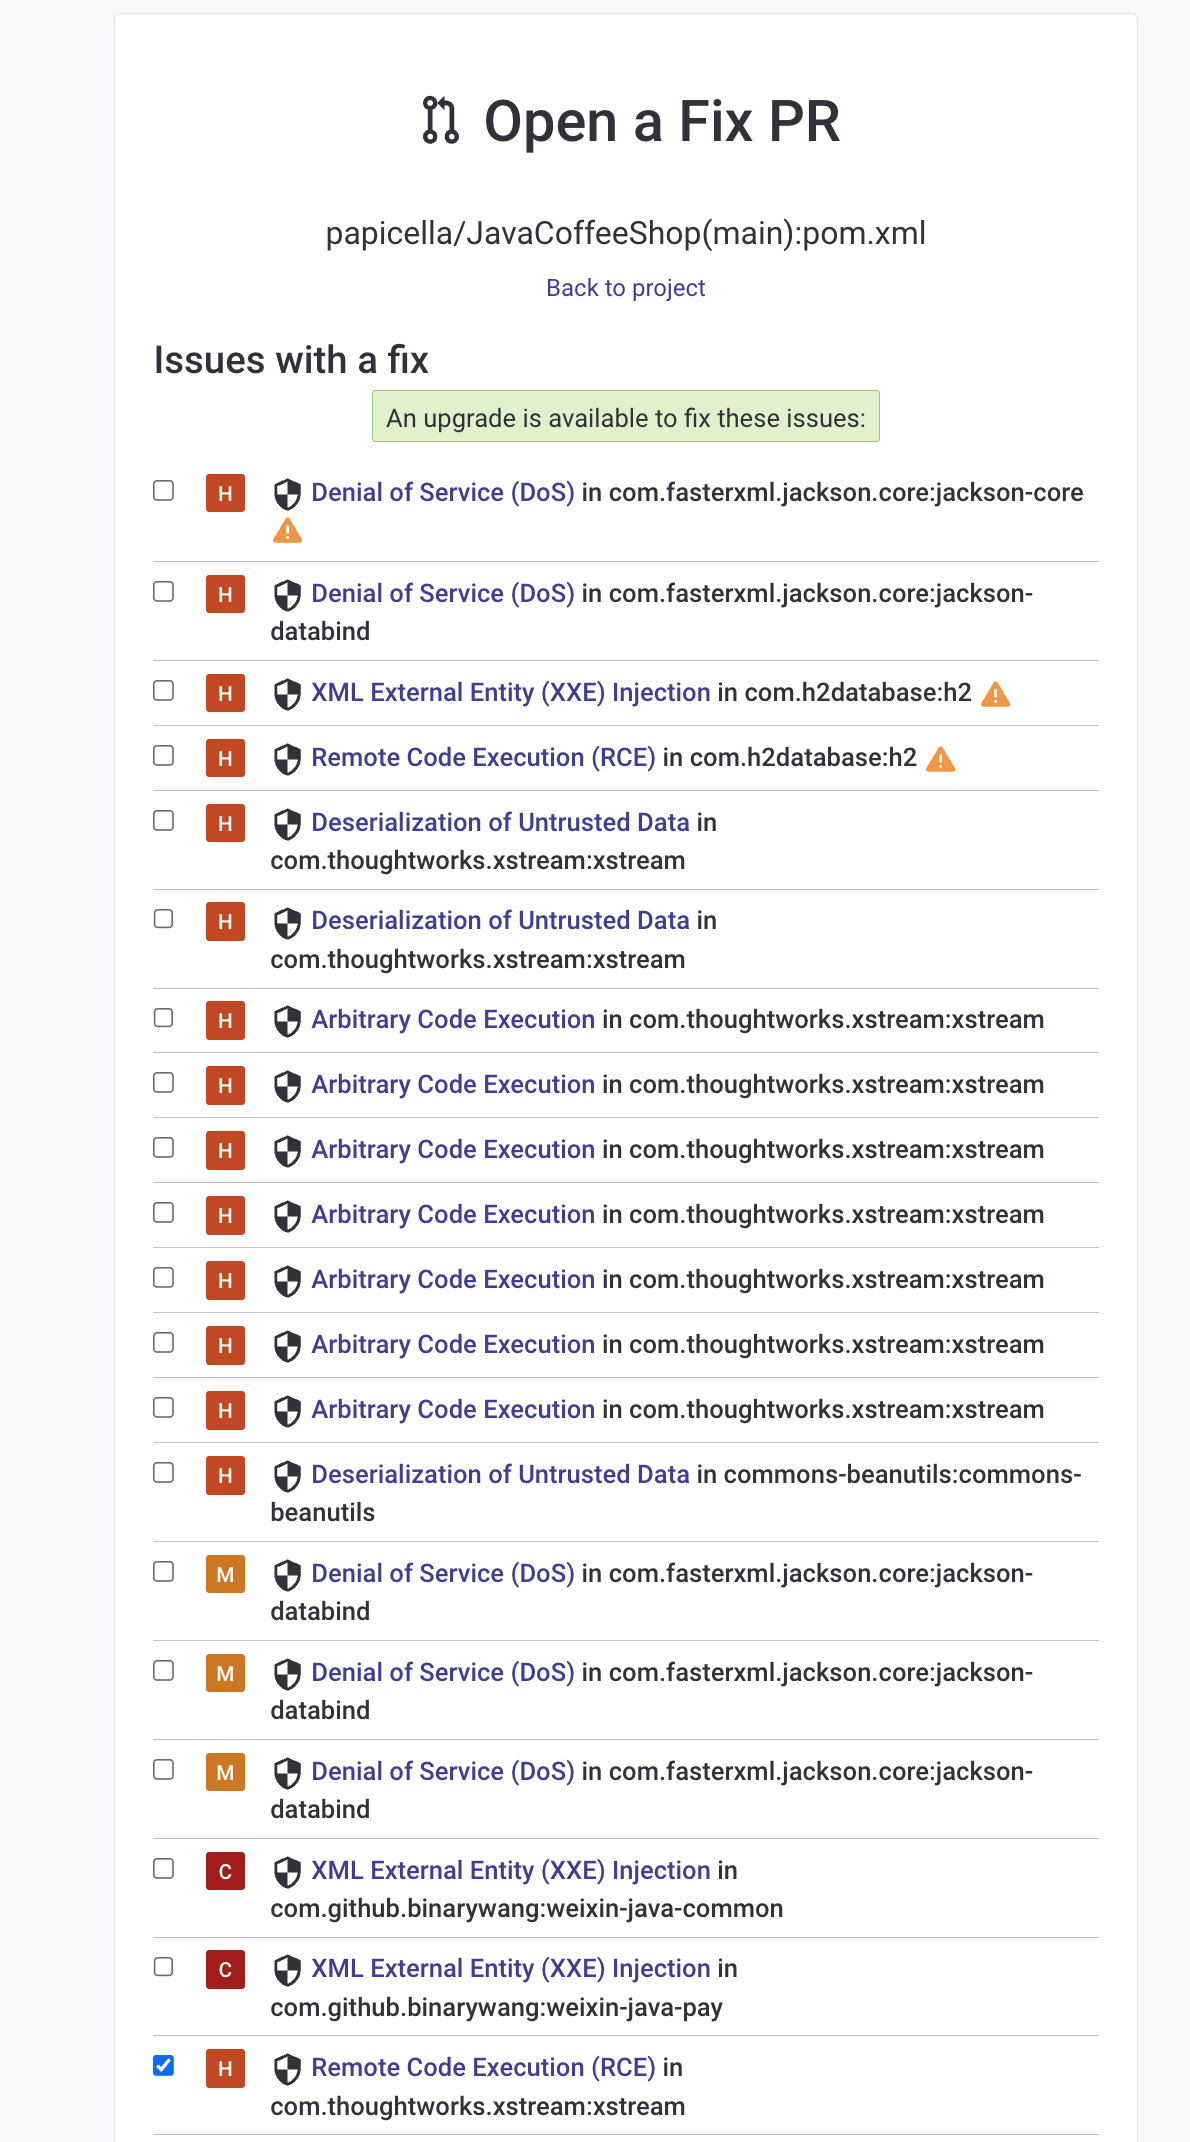 Open a Fix PR
papicella/JavaCoffeeShop(main):pom.xml
Back to project
Issues with a fix
An upgrade is available to fix these issues:
H Denial of Service (DoS) in com.fasterxml.jackson.core:jackson-core
H Denial of Service (DoS) in com.fasterxml.jackson.core:jackson-
databind
H XML External Entity (XXE) Injection in com.h2database:h2
H Remote Code Execution (RCE) in com.h2database:h2
H Deserialization of Untrusted Data in
com.thoughtworks.xstream:xstream
H Deserialization of Untrusted Data in
com.thoughtworks.xstream:xstream
H Arbitrary Code Execution in com.thoughtworks.xstream:xstream
H Arbitrary Code Execution in com.thoughtworks.xstream:xstream
H Arbitrary Code Execution in com.thoughtworks.xstream:xstream
H Arbitrary Code Execution in com.thoughtworks.xstream:xstream
H Arbitrary Code Execution in com.thoughtworks.xstream:xstream
H Arbitrary Code Execution in com.thoughtworks.xstream:xstream
H Arbitrary Code Execution in com.thoughtworks.xstream:xstream
H Deserialization of Untrusted Data in commons-beanutils:commons-
beanutils
M Denial of Service (DoS) in com.fasterxml.jackson.core:jackson-
databind
M Denial of Service (DoS) in com.fasterxml.jackson.core:jackson-
databind
M Denial of Service (DoS) in com.fasterxml.jackson.core:jackson-
databind
C XML External Entity (XXE) Injection in
com.github.binarywang:weixin-java-common
C XML External Entity (XXE) Injection in
com.github.binarywang:weixin-java-pay
H Remote Code Execution (RCE) in
com.thoughtworks.xstream:xstream